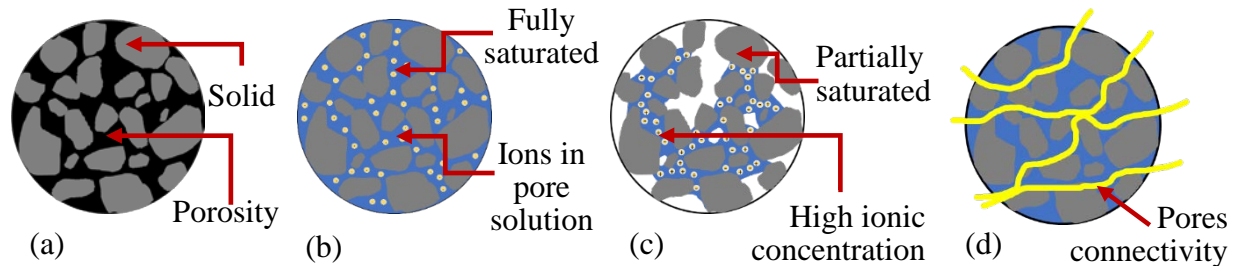 Solid
Porosity
(a)
Fully
saturated
Ions in
pore
solution
(b)
Partially
saturated
High ionic
concentration
(c)
Pores
connectivity
(d)